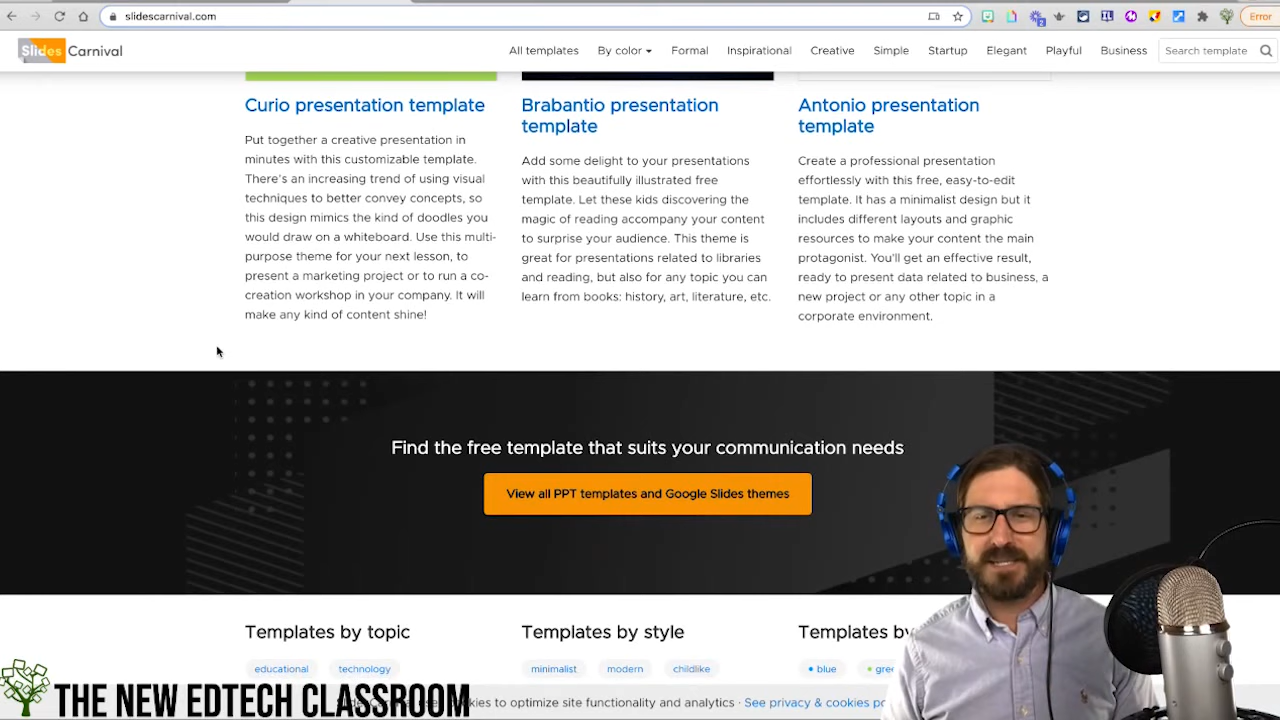 slidescarnival.com
Error
Slides Carnival
All templates By color Formal Inspirational Creative Simple Startup Elegant Playful Business Search template
Curio presentation template
Put together a creative presentation in
minutes with this customizable template.
There's an increasing trend of using visual
techniques to better convey concepts, so
this design mimics the kind of doodles you
would draw on a whiteboard. Use this multi-
purpose theme for your next lesson, to
present a marketing project or to run a co-
creation workshop in your company. It will
make any kind of content shine!
Brabantio presentation
template
Add some delight to your presentations
with this beautifully illustrated free
template. Let these kids discovering the
magic of reading accompany your content
to surprise your audience. This theme is
great for presentations related to libraries
and reading, but also for any topic you can
learn from books: history, art, literature, etc.
Antonio presentation
template
Create a professional presentation
effortlessly with this free, easy-to-edit
template. It has a minimalist design but it
includes different layouts and graphic
resources to make your content the main
protagonist. You'll get an effective result,
ready to present data related to business, a
new project or any other topic in a
corporate environment.
Find the free template that suits your communication needs
View all PPT templates and Google Slides themes
Templates by topic
educational technology
Templates by style
minimalist modern childlike
Templates by
blue
THE NEW EDTECH CLASSROOM
to optimize site functionality and analytics · See privacy & cookies